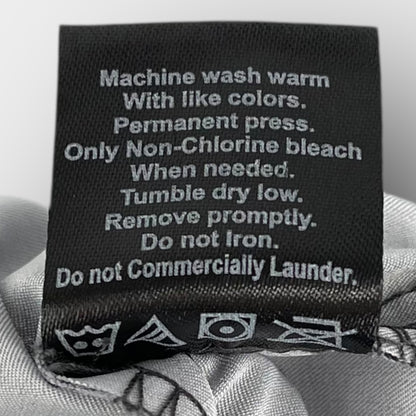 Machine wash warm
With like colors.
Permanent press.
Only Non-Chlorine bleach
When needed.
Tumble dry low.
Remove promptly.
Do not Iron.
Do not Commercially Launder.